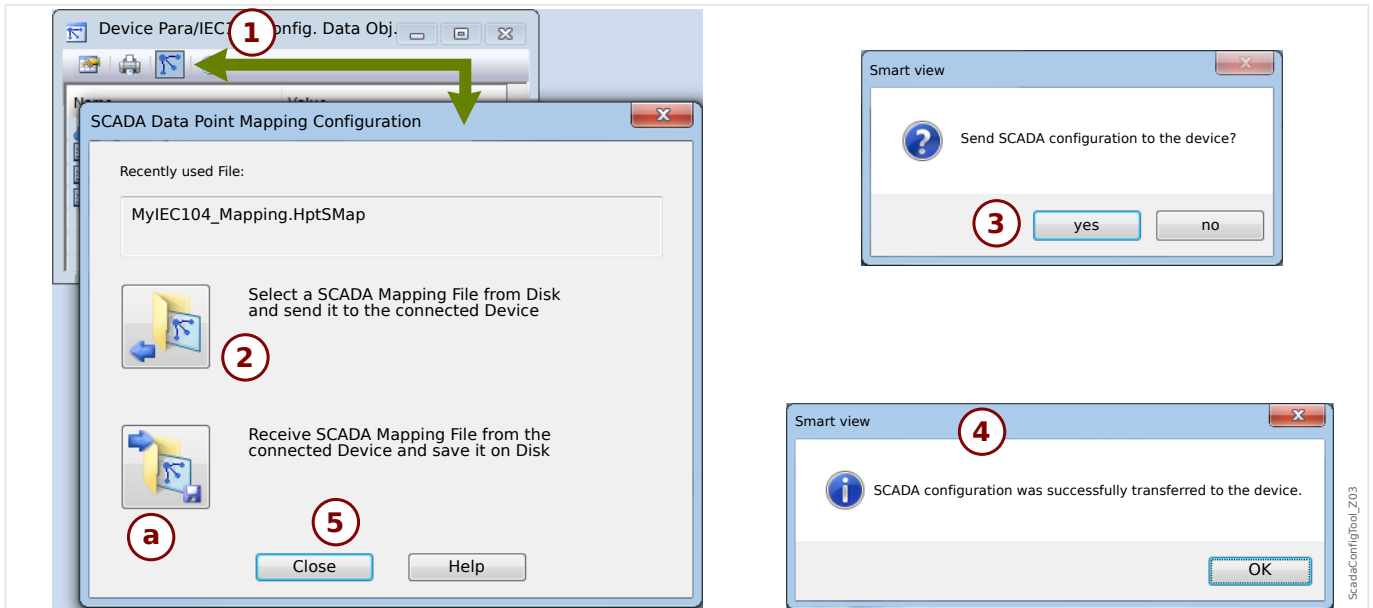 Device Para/IEC1 onfig. Data Obj.
1
Name Value
SCADA Data Point Mapping Configuration
Recently used File:
MyIEC104_Mapping.HptSMap
Select a SCADA Mapping File from Disk
and send it to the connected Device
2
Receive SCADA Mapping File from the
connected Device and save it on Disk
a
5
Close Help
Smart view
Send SCADA configuration to the device?
3
yes no
Smart view
4
SCADA configuration was successfully transferred to the device.
OK
ScadaConfigTool_Z03